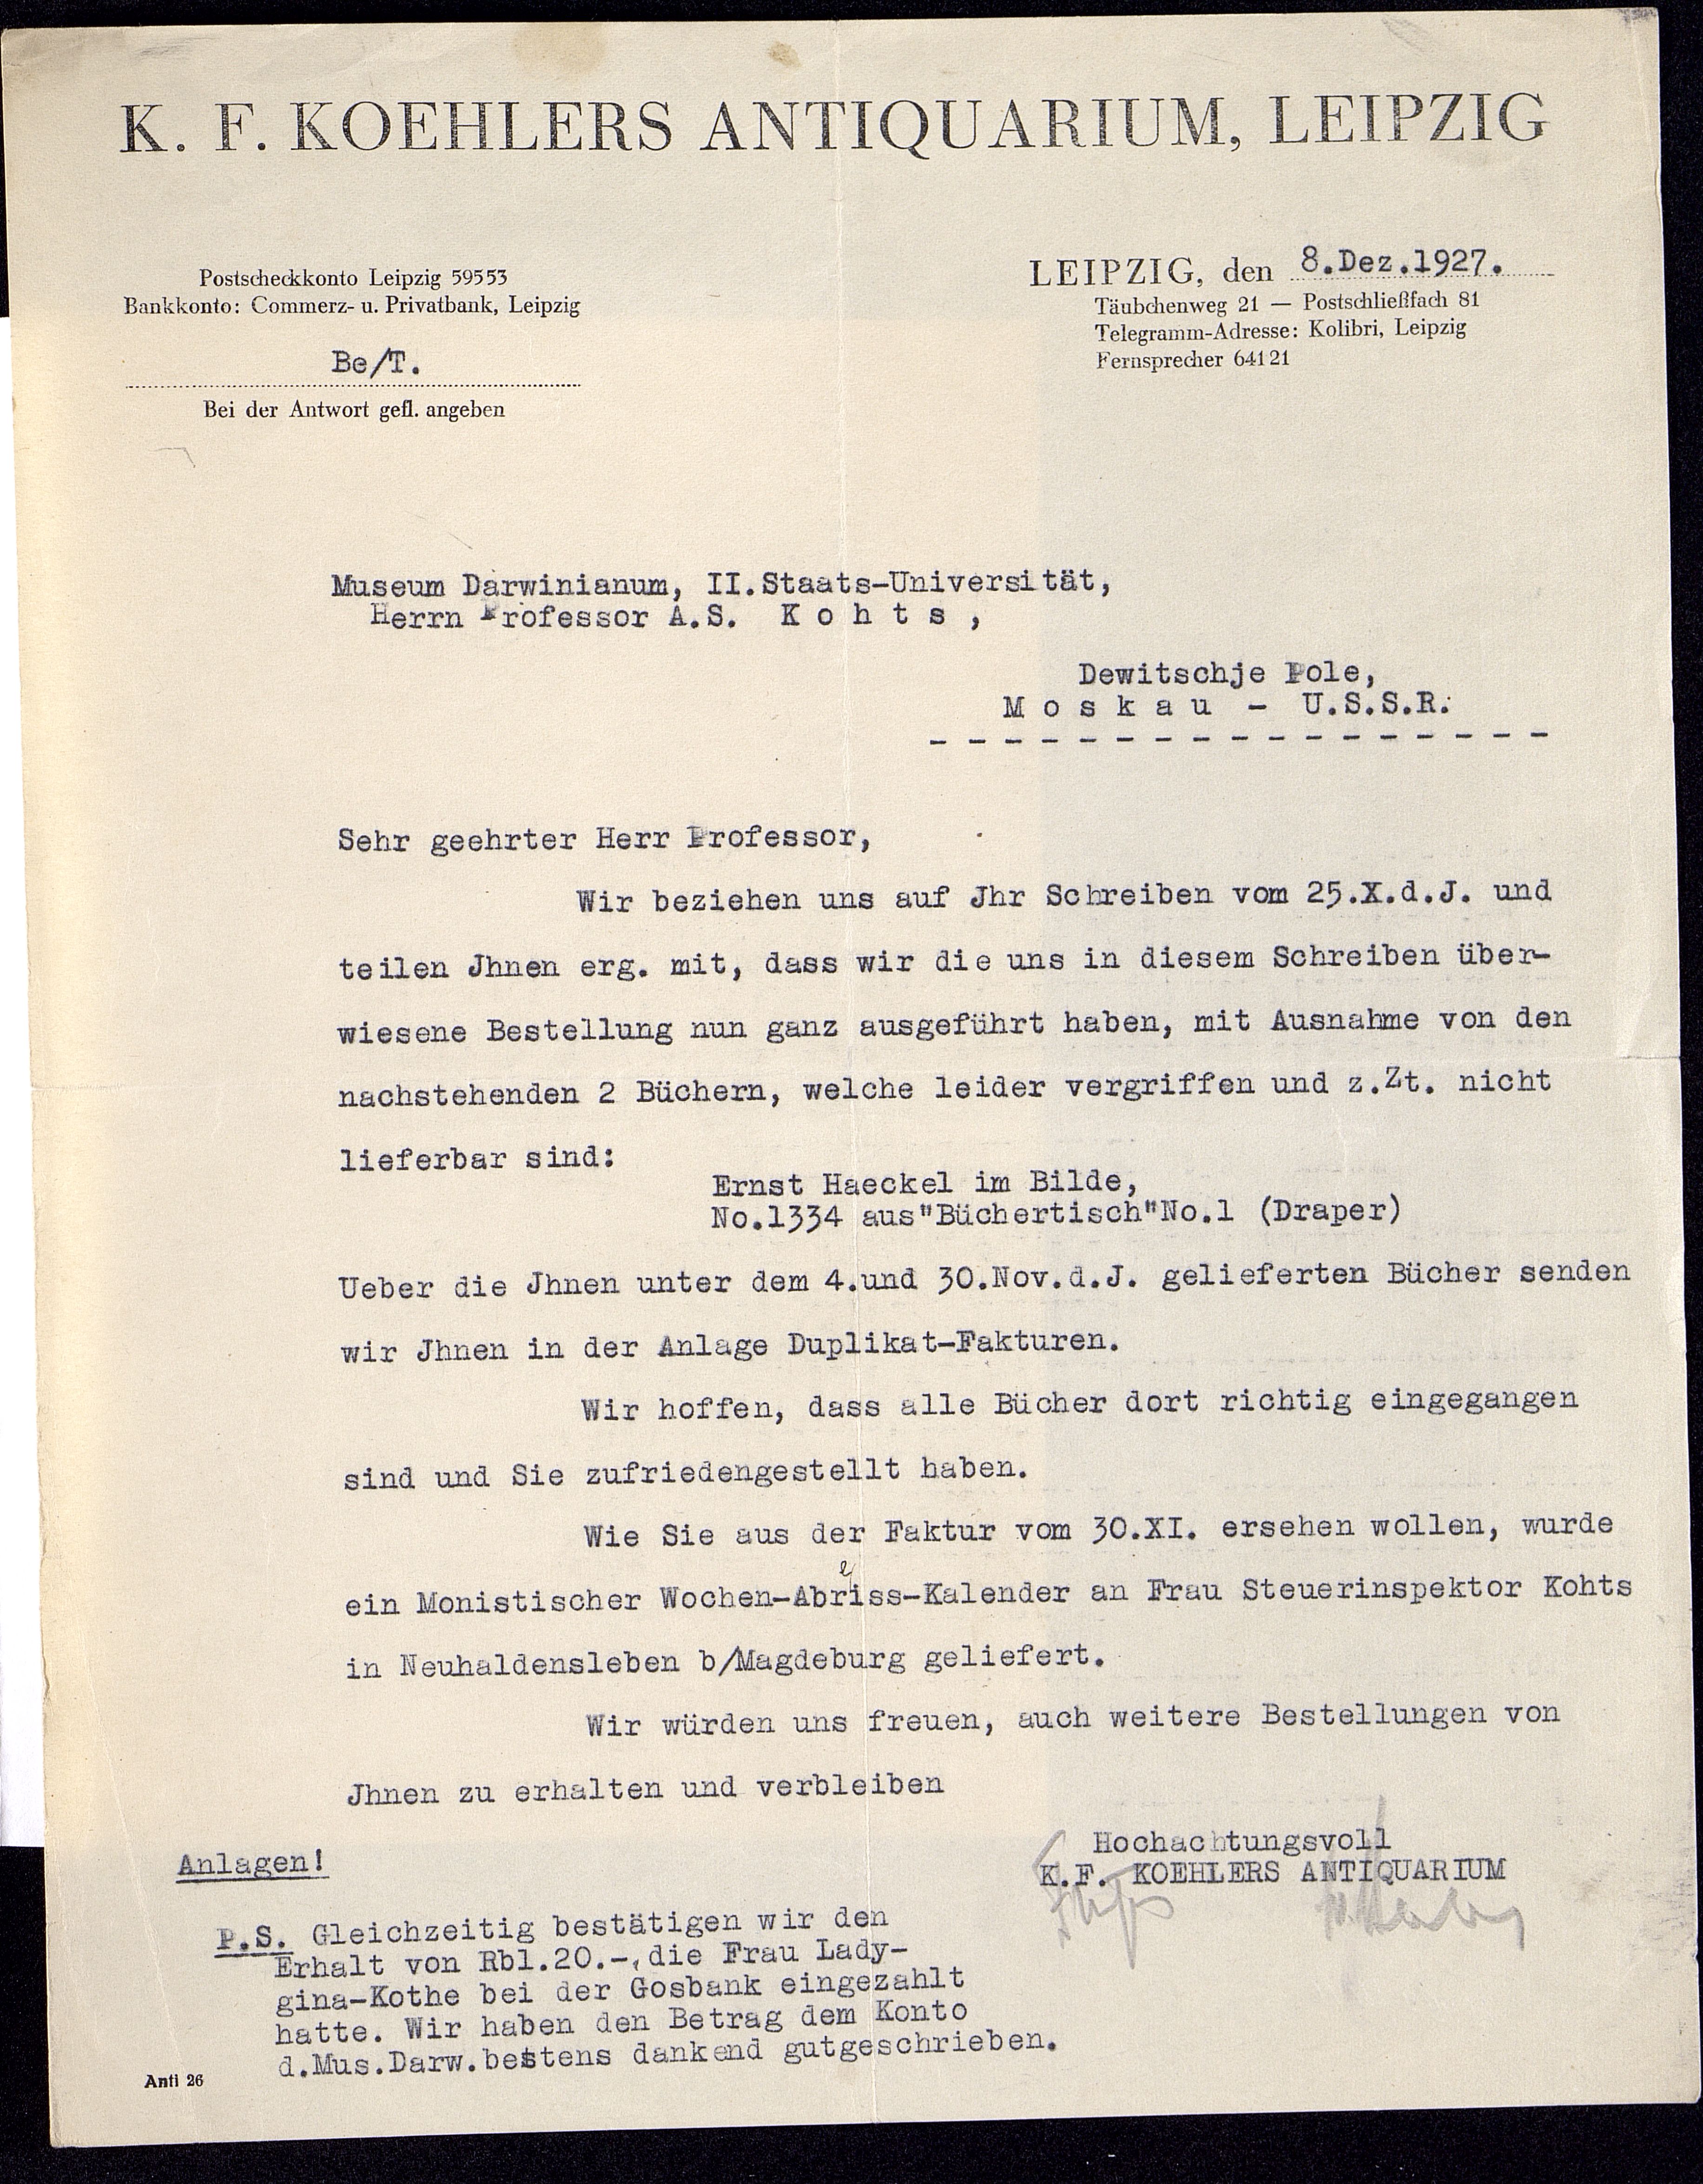 K. F. KOEHLERS ANTIQUARIUM, LEIPZIG
Postscheckkonto Leipzig 59553
Bankkonto: Commerz- u. Privatbank, Leipzig
Be/T.
Bei der Antwort gefl. angeben
LEIPZIG, den 8.Dez.1927.
Täubchenweg 21 — Postschließfach 81
Telegramm-Adresse: Kolibri, Leipzig
Fernsprecher 64121
Museum Darwinianum, II.Staats-Universität,
Herrn Professor A.S. K o h t s ,
Dewitschje Pole,
M o s k a u - U.S.S.R.
- - - - - - - - - - - - - - - - -
Sehr geehrter Herr Professor,
Wir beziehen uns auf Jhr Schreiben vom 25.X.d.J. und
teilen Jhnen erg. mit, dass wir die uns in diesem Schreiben über-
wiesene Bestellung nun ganz ausgeführt haben, mit Ausnahme von den
nachstehenden 2 Büchern, welche leider vergriffen und z.Zt. nicht
lieferbar sind:
Ernst Haeckel im Bilde,
No.1334 aus"Büchertisch"No.1 (Draper)
Ueber die Jhnen unter dem 4.und 30.Nov.d.J. gelieferten Bücher senden
wir Jhnen in der Anlage Duplikat-Fakturen.
Wir hoffen, dass alle Bücher dort richtig eingegangen
sind und Sie zufriedengestellt haben.
Wie Sie aus der Faktur vom 30.XI. ersehen wollen, wurde
ein Monistischer Wochen-Abreiss-Kalender an Frau Steuerinspektor Kohts
in Neuhaldensleben b/Magdeburg geliefert.
Wir würden uns freuen, auch weitere Bestellungen von
Jhnen zu erhalten und verbleiben
Hochachtungsvoll
K.F. KOEHLERS ANTIQUARIUM
Anlagen!
P.S. Gleichzeitig bestätigen wir den
Erhalt von Rbl.20.-, die Frau Lady-
gina-Kothe bei der Gosbank eingezahlt
hatte. Wir haben den Betrag dem Konto
d.Mus.Darw.bestens dankend gutgeschrieben.
Anti 26